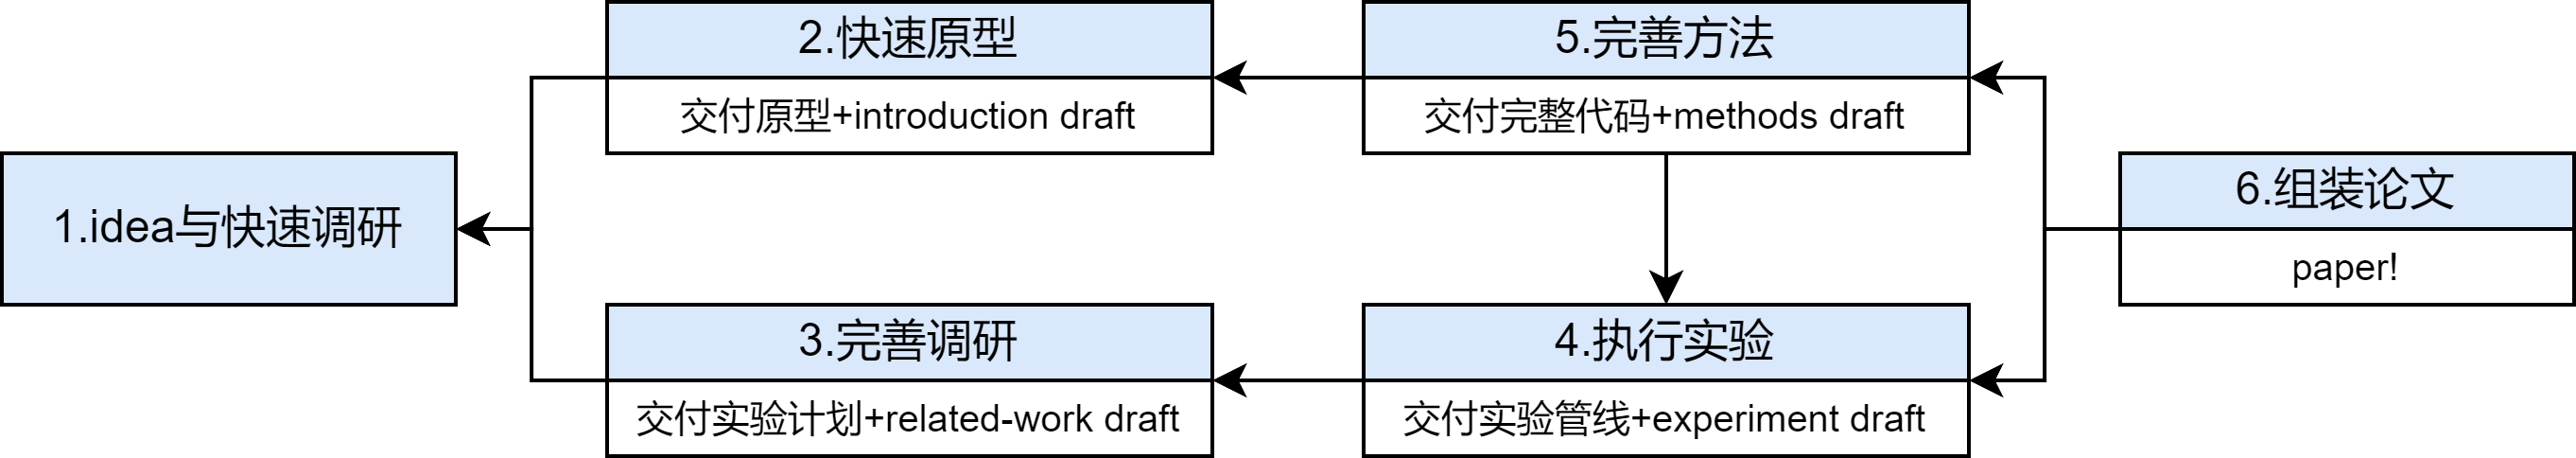 1.idea与快速调研
2.快速原型
交付原型+introduction draft
3.完善调研
交付实验计划+related-work draft
5.完善方法
交付完整代码+methods draft
4.执行实验
交付实验管线+experiment draft
6.组装论文
paper!